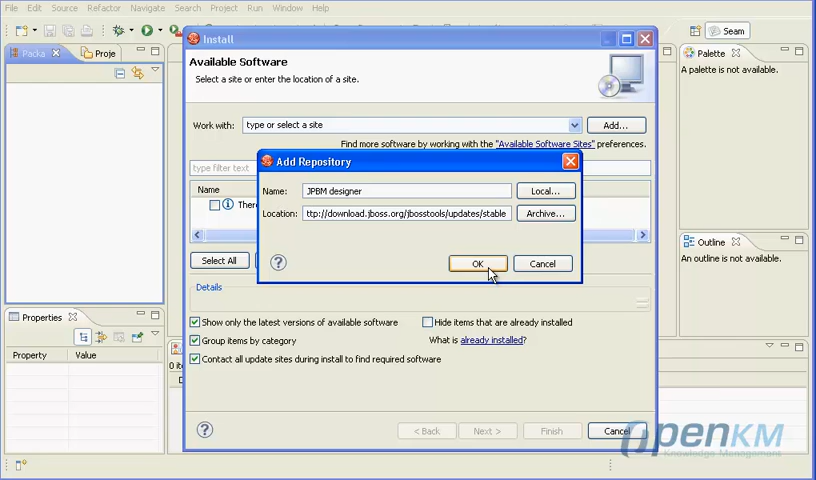 File Edit Source Refactor Navigate Search Project Run Window Help
Seam
Packa Proje
Install
Available Software
Select a site or enter the location of a site.
Work with: type or select a site Add...
Find more software by working with the "Available Software Sites" preferences.
type filter text
Name
There
Add Repository
Name: JPBM designer Local...
Location: ttp://download.jboss.org/jbosstools/updates/stable Archive...
OK Cancel
Select All
Details
Show only the latest versions of available software
Hide items that are already installed
Group items by category
What is already installed?
Contact all update sites during install to find required software
< Back Next > Finish Cancel
Palette
A palette is not available.
Outline
An outline is not available.
Properties
Property Value
0 ite
D
OpenKM
Knowledge Management